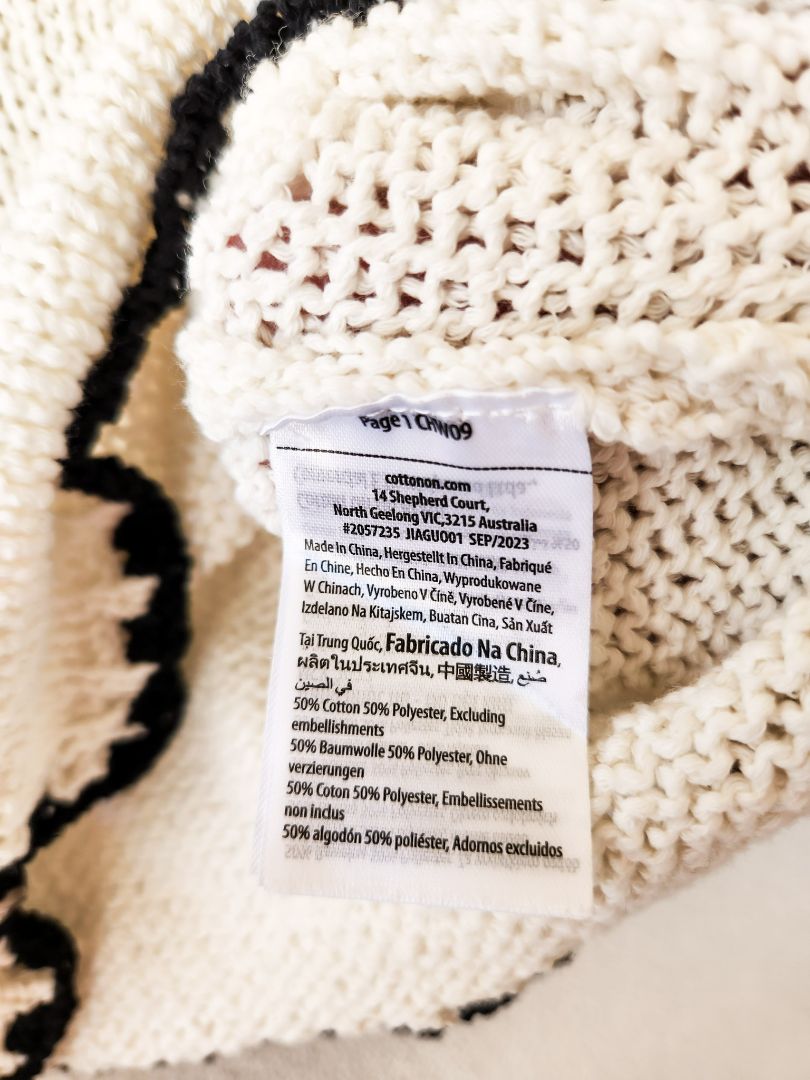 Page 1 CHW09
cottonon.com
14 Shepherd Court,
North Geelong VIC,3215 Australia
#2057235 JIAGU001 SEP/2023
Made In China, Hergestellt In China, Fabriqué
En Chine, Hecho En China, Wyprodukowane
W Chinach, Vyrobeno V Číně, Vyrobené V Číne,
Izdelano Na Kitajskem, Buatan Cina, Sản Xuất
Tại Trung Quốc, Fabricado Na China,
ผลิตในประเทศจีน, 中國製造, صُنع
في الصين
50% Cotton 50% Polyester, Excluding
embellishments
50% Baumwolle 50% Polyester, Ohne
verzierungen
50% Coton 50% Polyester, Embellissements
non inclus
50% algodón 50% poliéster, Adornos excluidos